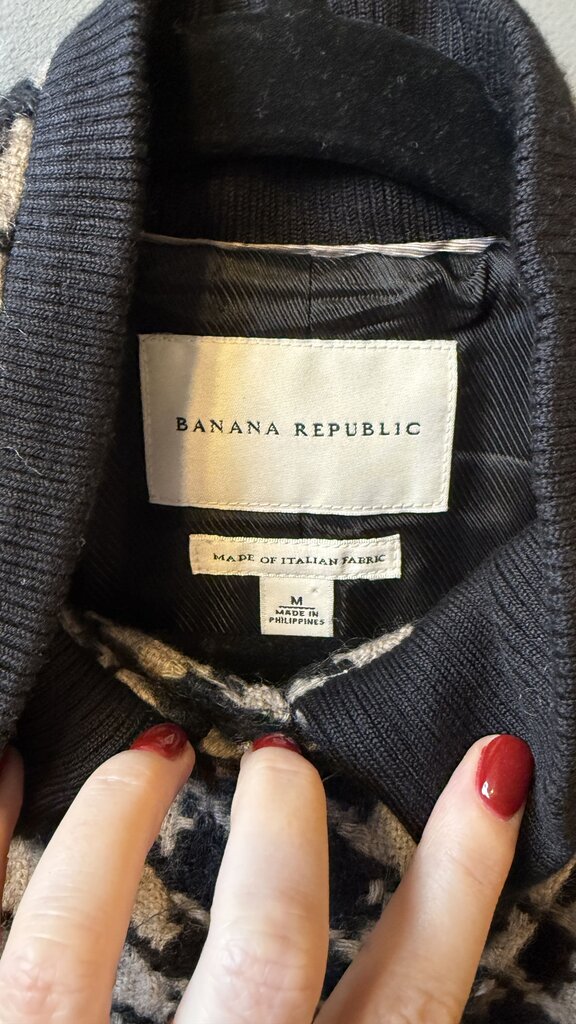 BANANA REPUBLIC
MADE OF ITALIAN FABRIC
M
MADE IN
PHILIPPINES